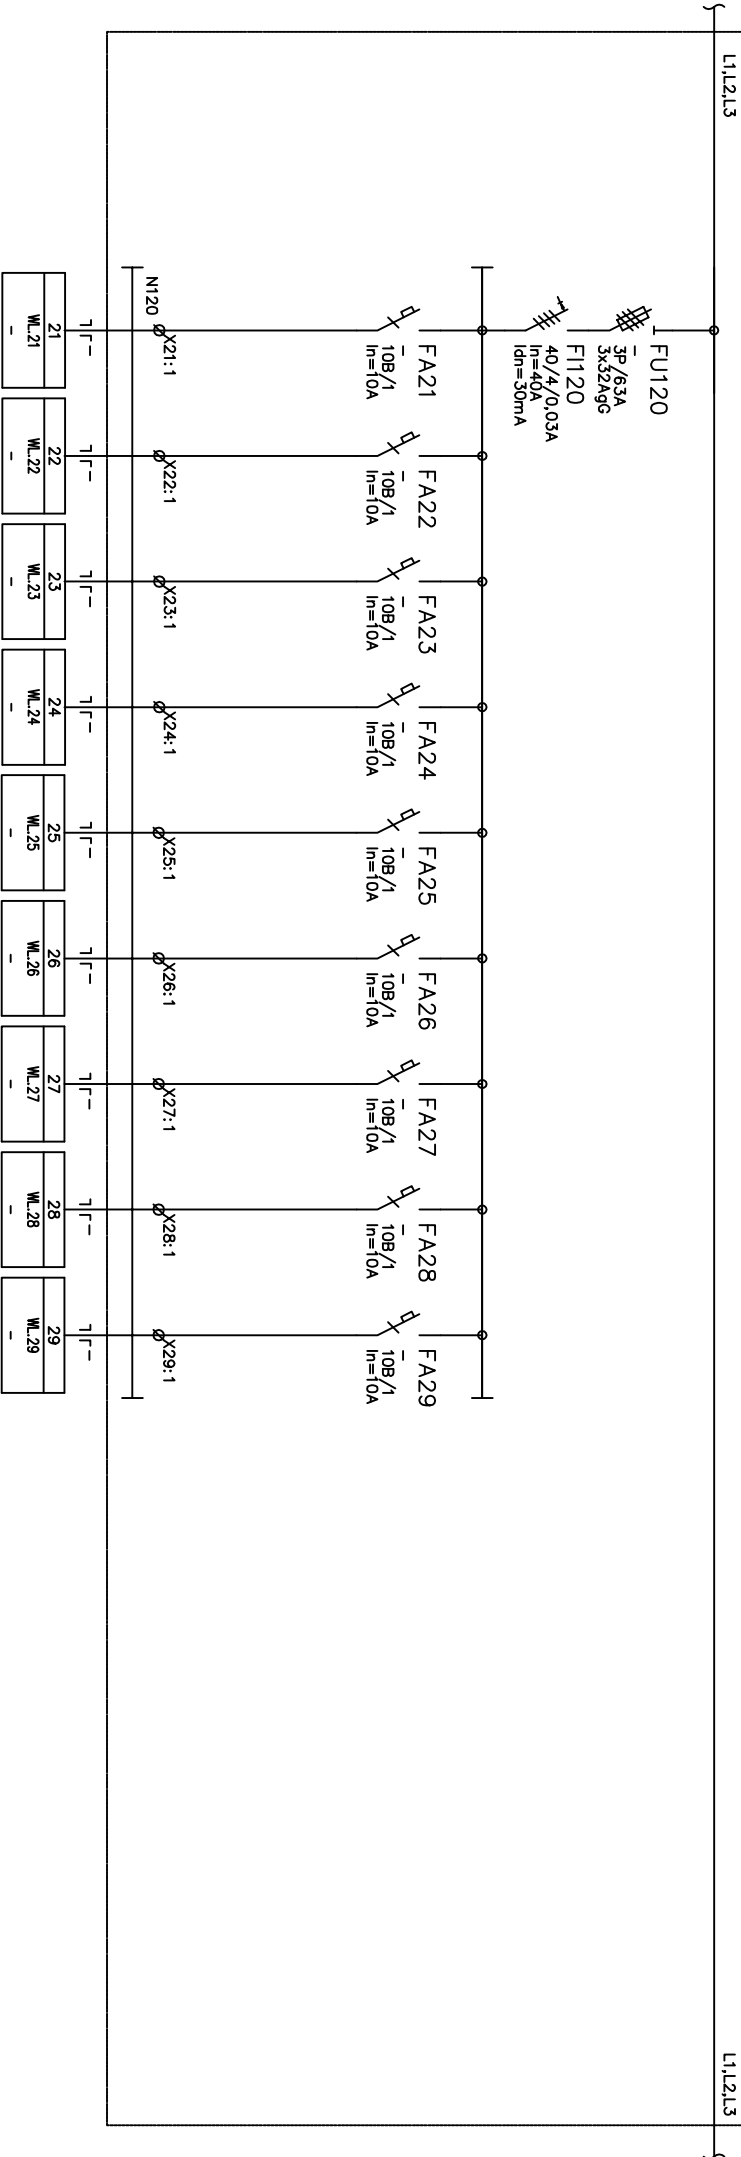 L1,L2,L3
L1,L2,L3
FU120
-
3P/63A
3x32AgG
FI120
40/4/0,03A
In=40A
Idn=30mA
FA21
-
10B/1
In=10A
FA22
-
10B/1
In=10A
FA23
-
10B/1
In=10A
FA24
-
10B/1
In=10A
FA25
-
10B/1
In=10A
FA26
-
10B/1
In=10A
FA27
-
10B/1
In=10A
FA28
-
10B/1
In=10A
FA29
-
10B/1
In=10A
X21:1
X22:1
X23:1
X24:1
X25:1
X26:1
X27:1
X28:1
X29:1
N120
21
WL.21
-
22
WL.22
-
23
WL.23
-
24
WL.24
-
25
WL.25
-
26
WL.26
-
27
WL.27
-
28
WL.28
-
29
WL.29
-